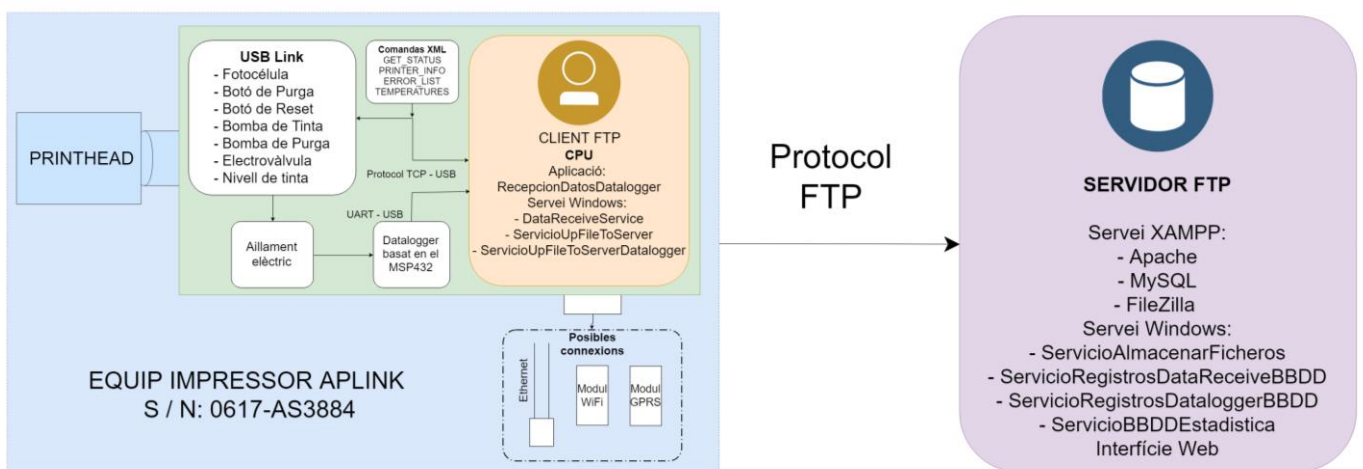 PRINTHEAD
USB Link
- Fotocélula
- Botó de Purga
- Botó de Reset
- Bomba de Tinta
- Bomba de Purga
- Electrovàlvula
- Nivell de tinta
Comandas XML
GET_STATUS
PRINTER_INFO
ERROR_LIST
TEMPERATURES
Protocol TCP - USB
UART - USB
Aillament
elèctric
Datalogger
basat en el
MSP432
CLIENT FTP
CPU
Aplicació:
RecepcionDatosDatalogger
Servei Windows:
- DataReceiveService
- ServicioUpFileToServer
- ServicioUpFileToServerDatalogger
Posibles
connexions
Ethernet
Modul
WiFi
Modul
GPRS
EQUIP IMPRESSOR APLINK
S / N: 0617-AS3884
Protocol
FTP
SERVIDOR FTP
Servei XAMPP:
- Apache
- MySQL
- FileZilla
Servei Windows:
- ServicioAlmacenarFicheros
- ServicioRegistrosDataReceiveBBDD
- ServicioRegistrosDataloggerBBDD
- ServicioBBDDEstadistica
Interfície Web